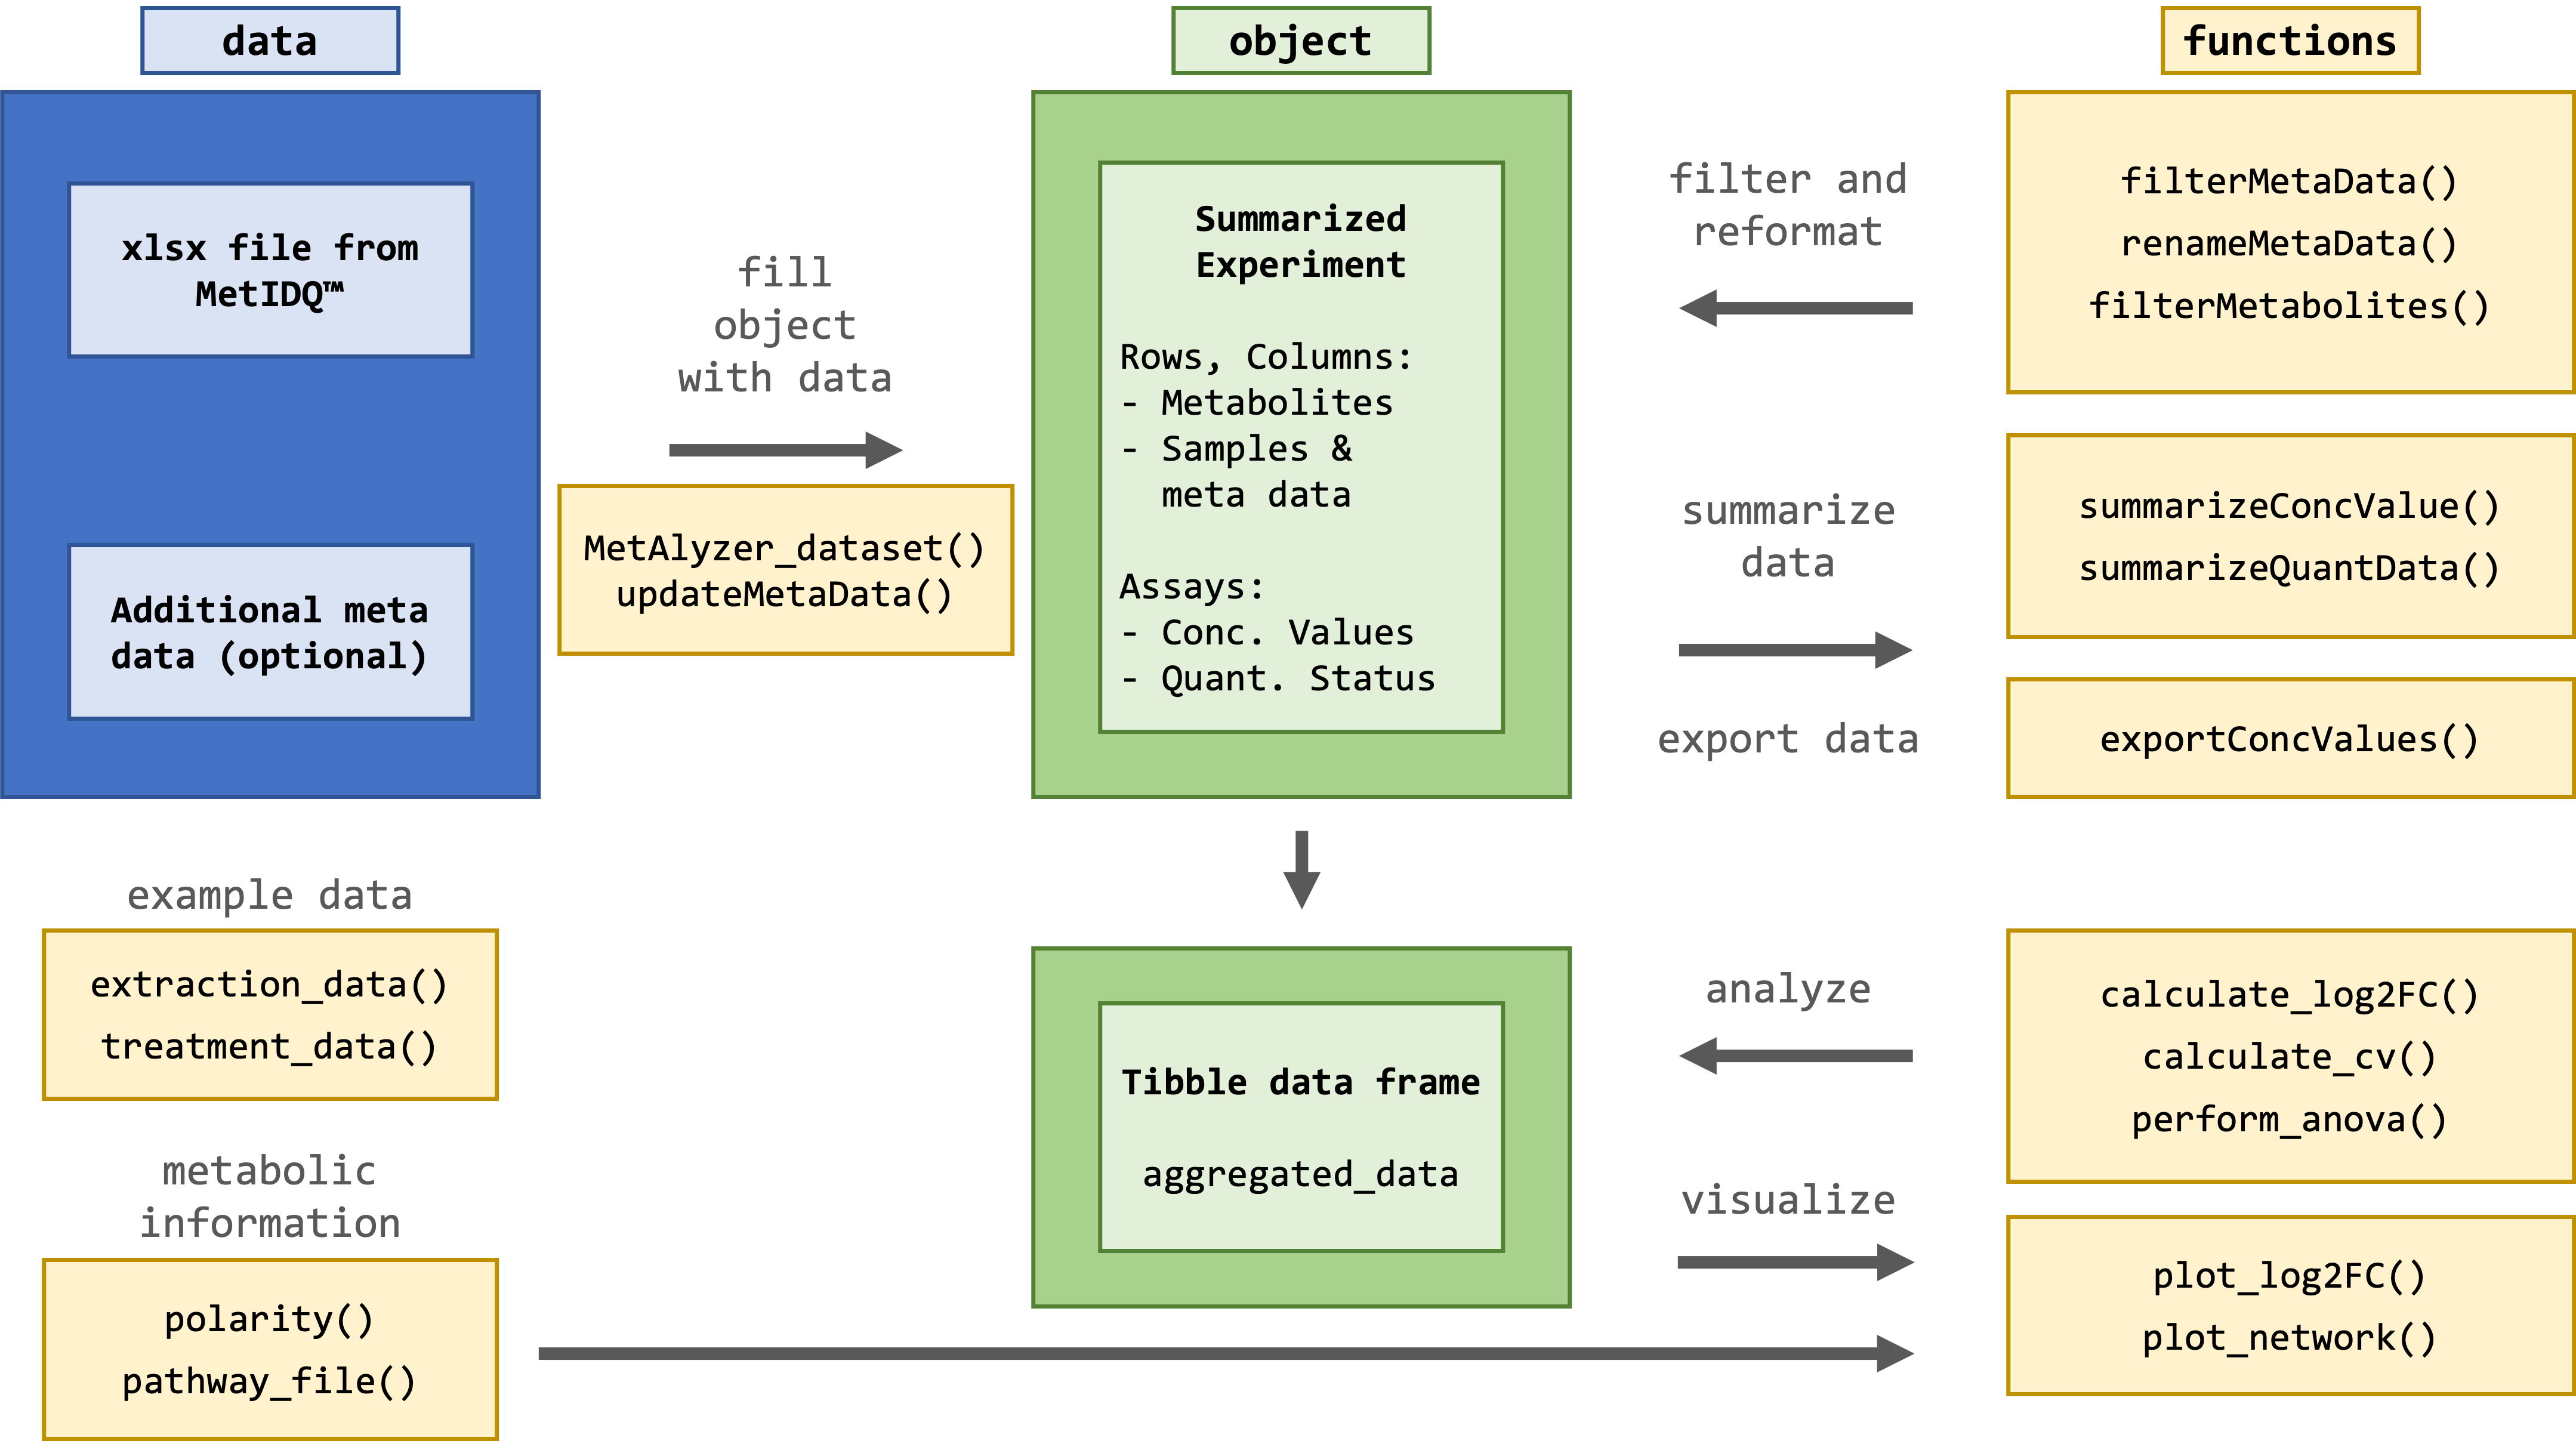 data
xlsx file from
MetIDQ™
Additional meta
data (optional)
fill
object
with data
MetAlyzer_dataset()
updateMetaData()
object
Summarized
Experiment
Rows, Columns:
- Metabolites
- Samples &
meta data
Assays:
- Conc. Values
- Quant. Status
functions
filter and
reformat
filterMetaData()
renameMetaData()
filterMetabolites()
summarize
data
summarizeConcValue()
summarizeQuantData()
export data
exportConcValues()
example data
extraction_data()
treatment_data()
metabolic
information
polarity()
pathway_file()
Tibble data frame
aggregated_data
analyze
calculate_log2FC()
calculate_cv()
perform_anova()
visualize
plot_log2FC()
plot_network()